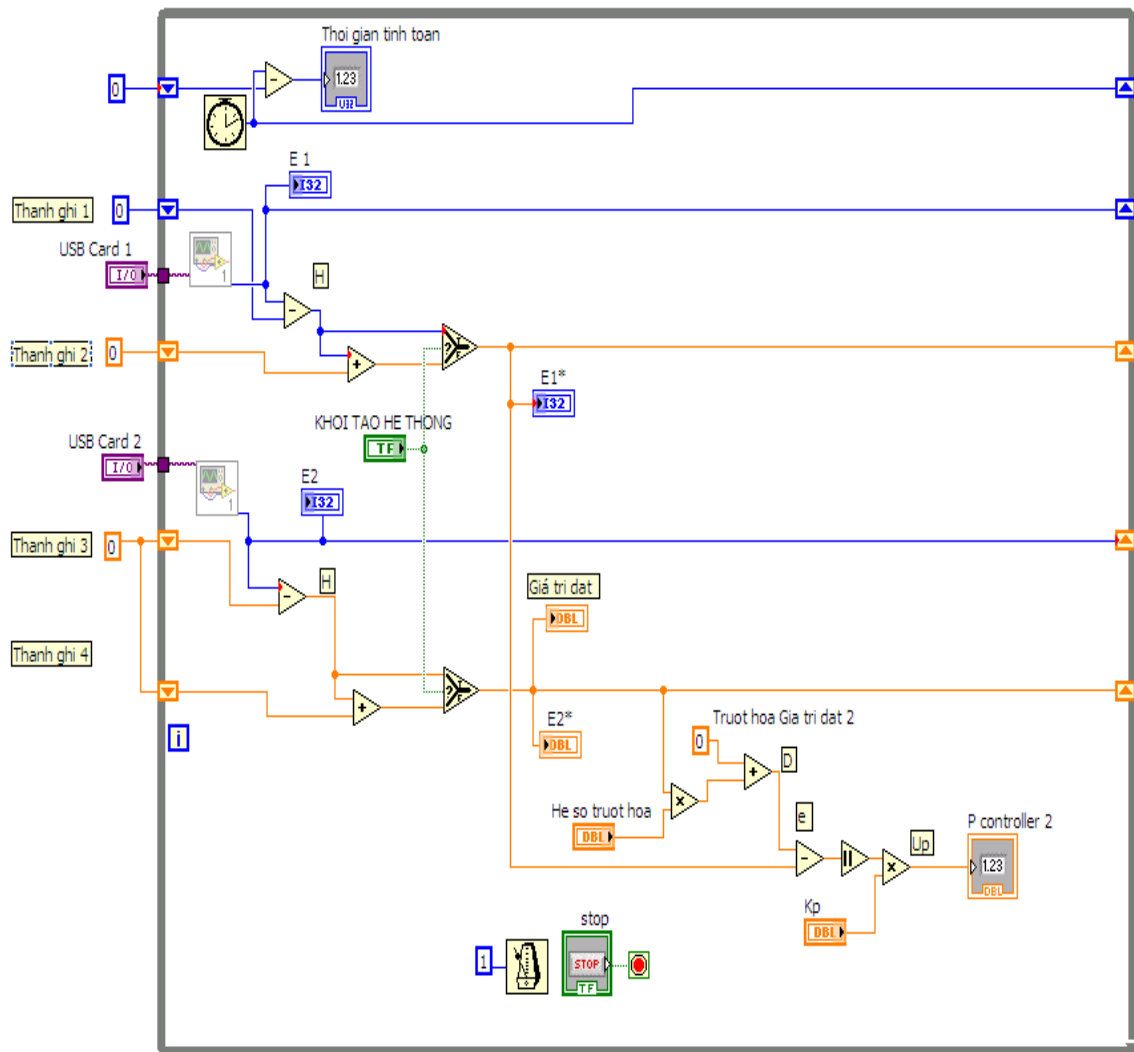 Thoi gian tinh toan
0
1.23
U32
E 1
I32
Thanh ghi 1
0
USB Card 1
I/O
1
H
-
Thanh ghi 2
0
+
? T F
E1*
I32
KHOI TAO HE THONG
TF
USB Card 2
I/O
1
E2
I32
Thanh ghi 3
0
H
-
Giá tri dat
DBL
Thanh ghi 4
+
? T F
E2*
DBL
i
Truot hoa Gia tri dat 2
0
+
D
x
He so truot hoa
DBL
e
-
x
Up
P controller 2
1.23
DBL
Kp
DBL
stop
1
STOP
TF